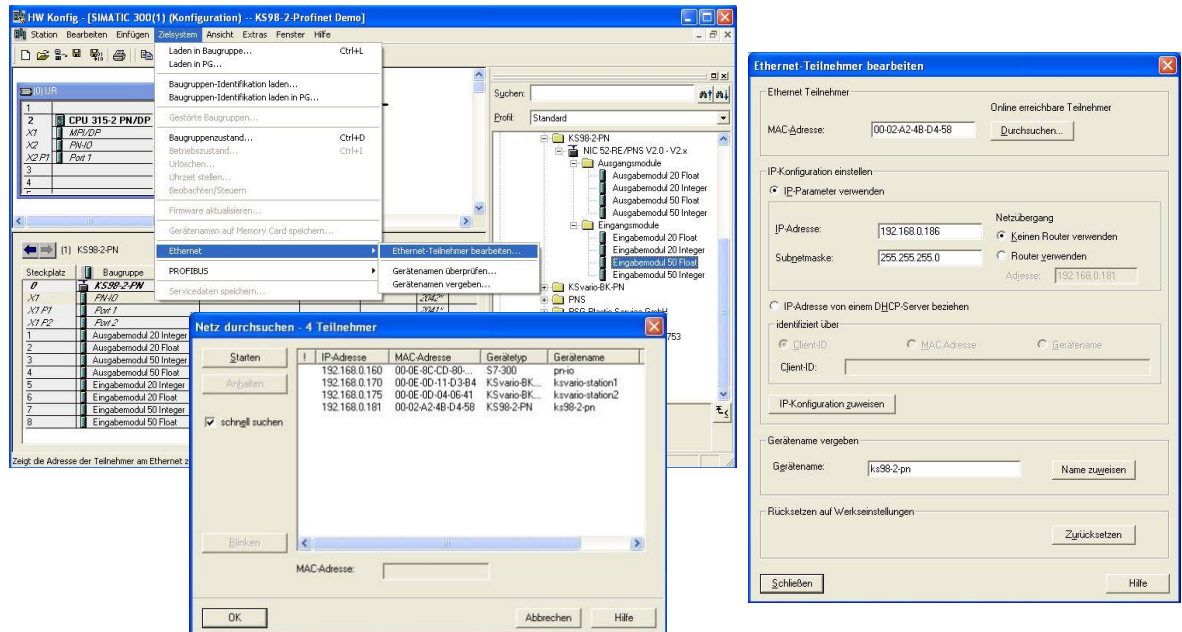 HW Konfig - [SIMATIC 300(1) (Konfiguration) -- KS98-2-Profinet Demo]
Station Bearbeiten Einfügen Zielsystem Ansicht Extras Fenster Hilfe
Laden in Baugruppe... Ctrl+L
Laden in PG...
Baugruppen-Identifikation laden...
Baugruppen-Identifikation laden in PG...
Gestörte Baugruppen...
Baugruppenzustand... Ctrl+D
Betriebszustand... Ctrl+I
Urlöschen...
Uhrzeit stellen...
Beobachten/Steuern
Firmware aktualisieren...
Gerätenamen auf Memory Card speichern...
Ethernet
PROFIBUS
Servicedaten speichern...
Ethernet-Teilnehmer bearbeiten...
Gerätenamen überprüfen...
Gerätenamen vergeben...
(0) UR
1
2 CPU 315-2 PN/DP
X1 MPI/DP
X2 PN-IO
X2 P1 Port 1
3
4
Suchen:
Profil: Standard
KS98-2-PN
NIC 52-RE/PNS V2.0 - V2.x
Ausgangsmodule
Ausgabemodul 20 Float
Ausgabemodul 20 Integer
Ausgabemodul 50 Float
Ausgabemodul 50 Integer
Eingangsmodule
Eingabemodul 20 Float
Eingabemodul 20 Integer
Eingabemodul 50 Float
Eingabemodul 50 Integer
KSvario-BK-PN
PNS
PSG Plastic Service GmbH
753
(1) KS98-2-PN
Steckplatz Baugruppe
0 KS98-2-PN
X1 PN-IO 2042*
X1 P1 Port 1 2041*
X1 P2 Port 2
1 Ausgabemodul 20 Integer
2 Ausgabemodul 20 Float
3 Ausgabemodul 50 Integer
4 Ausgabemodul 50 Float
5 Eingabemodul 20 Integer
6 Eingabemodul 20 Float
7 Eingabemodul 50 Integer
8 Eingabemodul 50 Float
Zeigt die Adresse der Teilnehmer am Ethernet
Netz durchsuchen - 4 Teilnehmer
Starten
Anhalten
schnell suchen
Blinken
! IP-Adresse MAC-Adresse Gerätetyp Gerätename
192.168.0.160 00-0E-8C-CD-80-... S7-300 pn-io
192.168.0.170 00-0E-0D-11-D3-B4 KSvario-BK... ksvario-station1
192.168.0.175 00-0E-0D-04-06-41 KSvario-BK... ksvario-station2
192.168.0.181 00-02-A2-4B-D4-58 KS98-2-PN ks98-2-pn
MAC-Adresse:
OK Abbrechen Hilfe
Ethernet-Teilnehmer bearbeiten
Ethernet Teilnehmer
Online erreichbare Teilnehmer
MAC-Adresse: 00-02-A2-4B-D4-58 Durchsuchen...
IP-Konfiguration einstellen
IP-Parameter verwenden
Netzübergang
IP-Adresse: 192.168.0.186 Keinen Router verwenden
Subnetmaske: 255.255.255.0 Router verwenden
Adresse: 192.168.0.181
IP-Adresse von einem DHCP-Server beziehen
identifiziert über
Client-ID MAC Adresse Gerätename
Client-ID:
IP-Konfiguration zuweisen
Gerätename vergeben
Gerätename: ks98-2-pn Name zuweisen
Rücksetzen auf Werkseinstellungen
Zurücksetzen
Schließen Hilfe